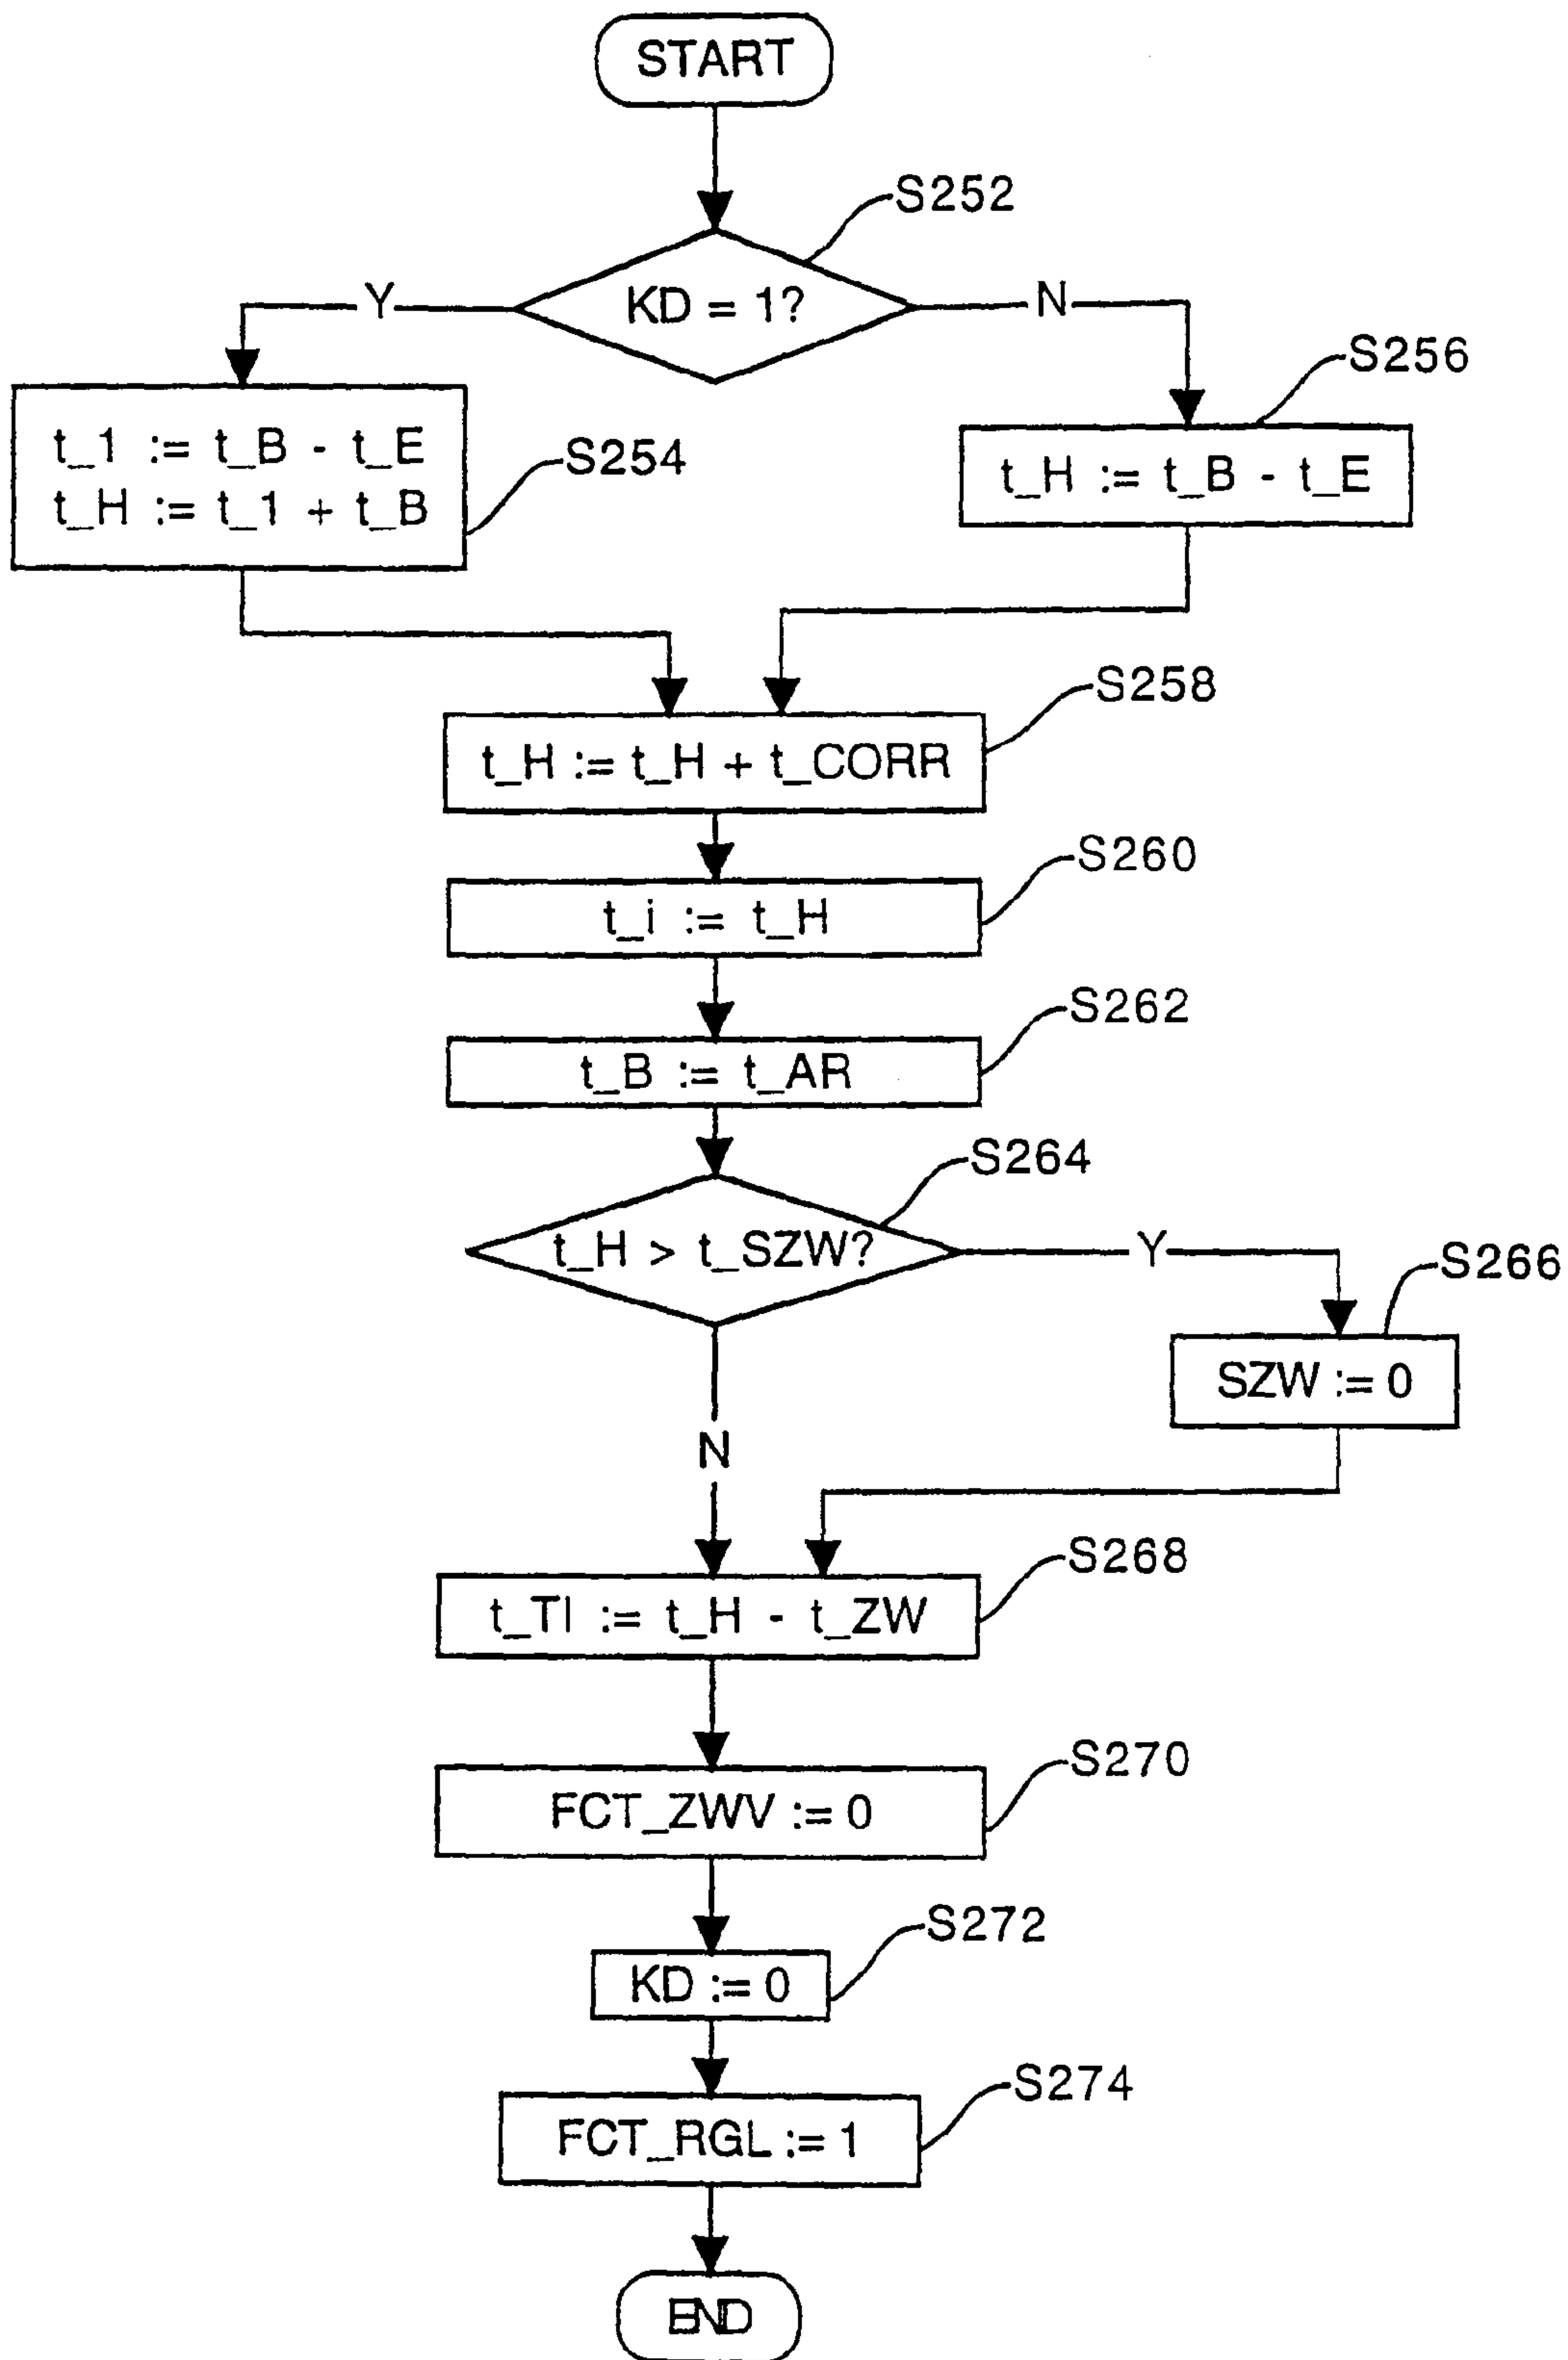 START
S252
KD = 1?
Y
N
S256
t_1 := t_B - t_E
t_H := t_1 + t_B
S254
t_H := t_B - t_E
S258
t_H := t_H + t_CORR
S260
t_i := t_H
S262
t_B := t_AR
S264
t_H > t_SZW?
Y
S266
SZW := 0
N
S268
t_TI := t_H - t_ZW
S270
FCT_ZWV := 0
S272
KD := 0
S274
FCT_RGL := 1
END